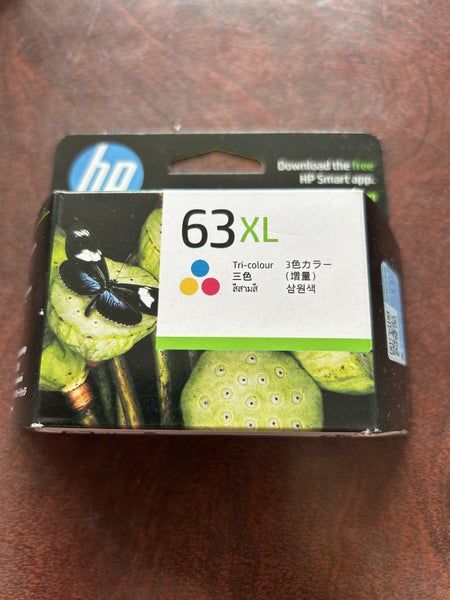 hp
Download the free
HP Smart app.
63XL
Tri-colour
三色
สีสามสี
3色カラー
(増量)
삼원색